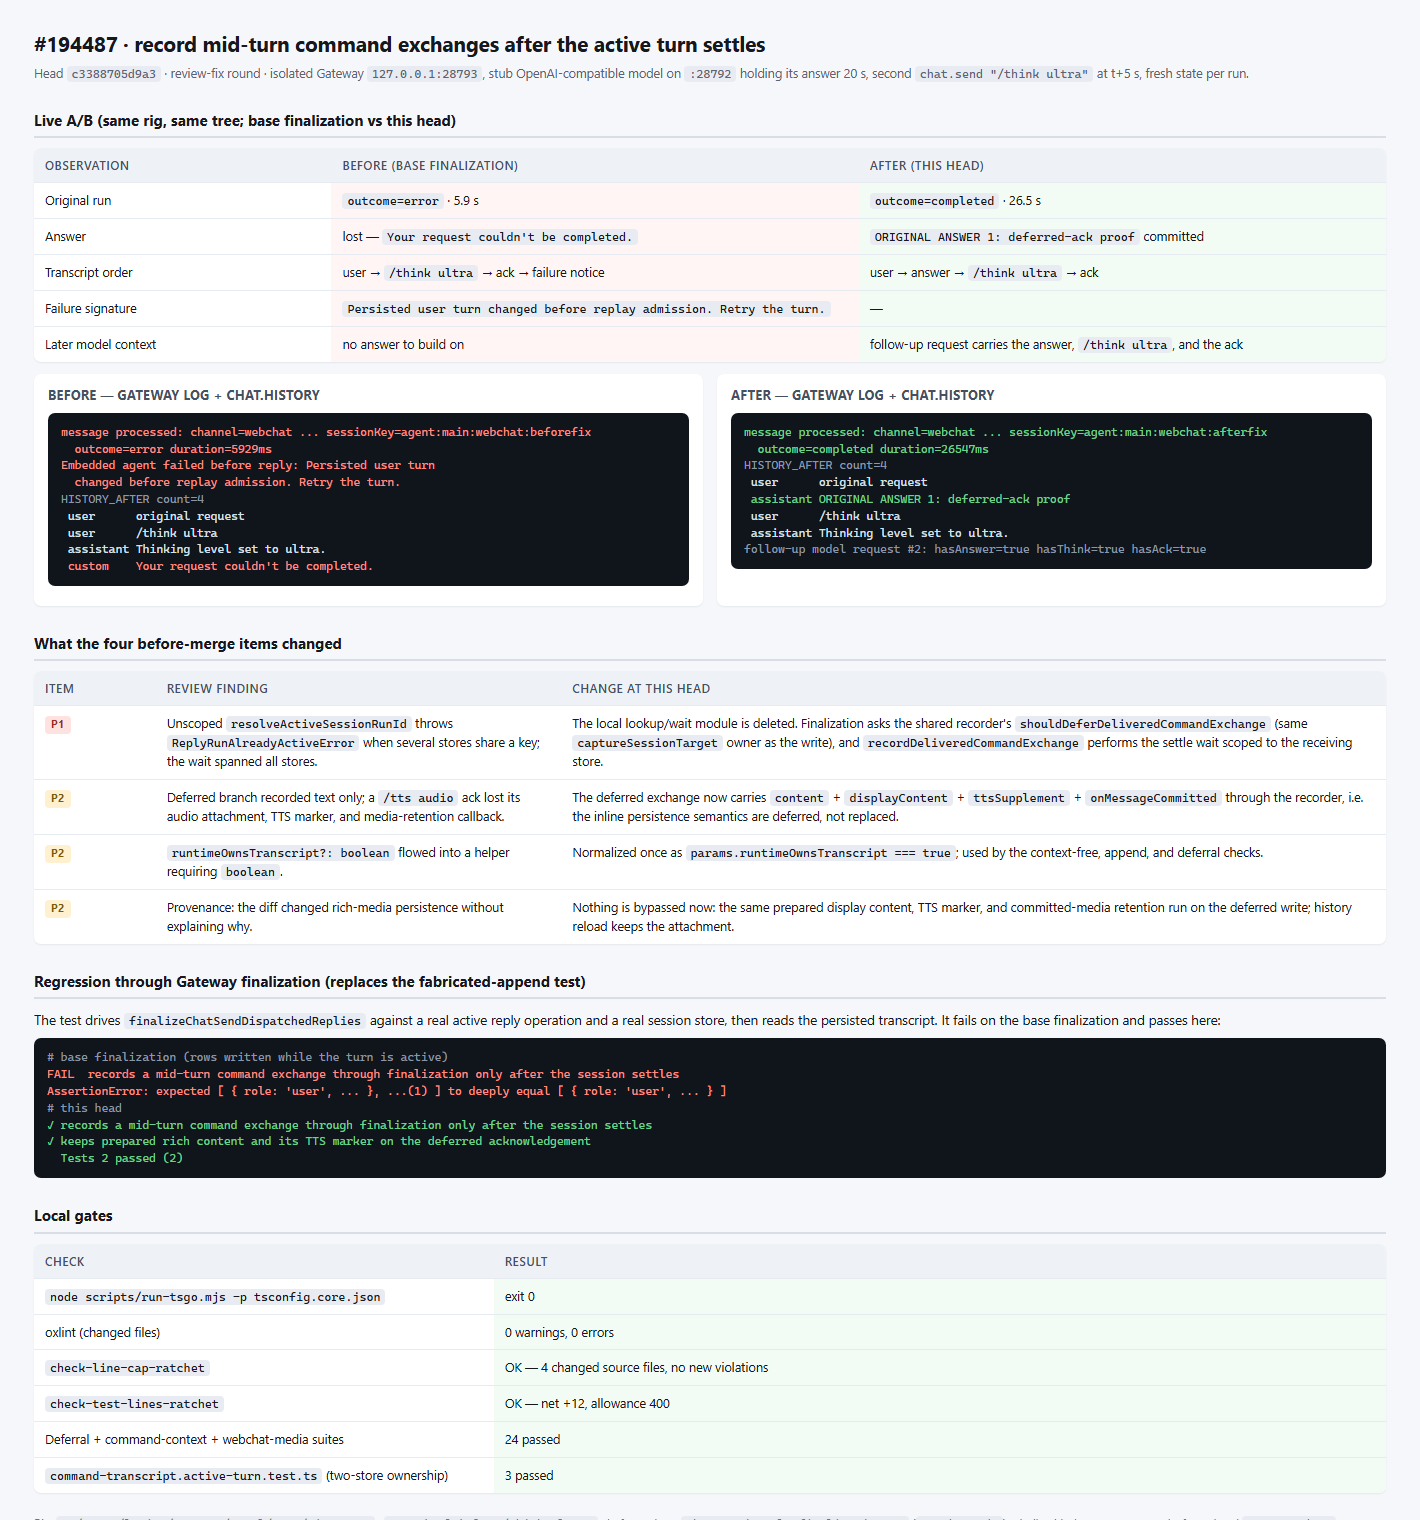 #194487 · record mid-turn command exchanges after the active turn settles
Head c3388705d9a3 · review-fix round · isolated Gateway 127.0.0.1:28793, stub OpenAI-compatible model on :28792 holding its answer 20 s, second chat.send "/think ultra" at t+5 s, fresh state per run.
Live A/B (same rig, same tree; base finalization vs this head)
OBSERVATION BEFORE (BASE FINALIZATION) AFTER (THIS HEAD)
Original run outcome=error · 5.9 s outcome=completed · 26.5 s
Answer lost — Your request couldn't be completed. ORIGINAL ANSWER 1: deferred-ack proof committed
Transcript order user → /think ultra → ack → failure notice user → answer → /think ultra → ack
Failure signature Persisted user turn changed before replay admission. Retry the turn. —
Later model context no answer to build on follow-up request carries the answer, /think ultra, and the ack
BEFORE — GATEWAY LOG + CHAT.HISTORY
message processed: channel=webchat ... sessionKey=agent:main:webchat:beforefix
outcome=error duration=5929ms
Embedded agent failed before reply: Persisted user turn
changed before replay admission. Retry the turn.
HISTORY_AFTER count=4
user original request
user /think ultra
assistant Thinking level set to ultra.
custom Your request couldn't be completed.
AFTER — GATEWAY LOG + CHAT.HISTORY
message processed: channel=webchat ... sessionKey=agent:main:webchat:afterfix
outcome=completed duration=26547ms
HISTORY_AFTER count=4
user original request
assistant ORIGINAL ANSWER 1: deferred-ack proof
user /think ultra
assistant Thinking level set to ultra.
follow-up model request #2: hasAnswer=true hasThink=true hasAck=true
What the four before-merge items changed
ITEM REVIEW FINDING CHANGE AT THIS HEAD
P1 Unscoped resolveActiveSessionRunId throws
ReplyRunAlreadyActiveError when several stores share a key;
the wait spanned all stores.
The local lookup/wait module is deleted. Finalization asks the shared recorder's shouldDeferDeliveredCommandExchange (same
captureSessionTarget owner as the write), and recordDeliveredCommandExchange performs the settle wait scoped to the receiving
store.
P2 Deferred branch recorded text only; a /tts audio ack lost its
audio attachment, TTS marker, and media-retention callback.
The deferred exchange now carries content + displayContent + ttsSupplement + onMessageCommitted through the recorder, i.e.
the inline persistence semantics are deferred, not replaced.
P2 runtimeOwnsTranscript?: boolean flowed into a helper
requiring boolean.
Normalized once as params.runtimeOwnsTranscript === true; used by the context-free, append, and deferral checks.
P2 Provenance: the diff changed rich-media persistence without
explaining why.
Nothing is bypassed now: the same prepared display content, TTS marker, and committed-media retention run on the deferred write; history
reload keeps the attachment.
Regression through Gateway finalization (replaces the fabricated-append test)
The test drives finalizeChatSendDispatchedReplies against a real active reply operation and a real session store, then reads the persisted transcript. It fails on the base finalization and passes here:
# base finalization (rows written while the turn is active)
FAIL records a mid-turn command exchange through finalization only after the session settles
AssertionError: expected [ { role: 'user', ... }, ...(1) ] to deeply equal [ { role: 'user', ... } ]
# this head
✓ records a mid-turn command exchange through finalization only after the session settles
✓ keeps prepared rich content and its TTS marker on the deferred acknowledgement
Tests 2 passed (2)
Local gates
CHECK RESULT
node scripts/run-tsgo.mjs -p tsconfig.core.json exit 0
oxlint (changed files) 0 warnings, 0 errors
check-line-cap-ratchet OK — 4 changed source files, no new violations
check-test-lines-ratchet OK — net +12, allowance 400
Deferral + command-context + webchat-media suites 24 passed
command-transcript.active-turn.test.ts (two-store ownership) 3 passed